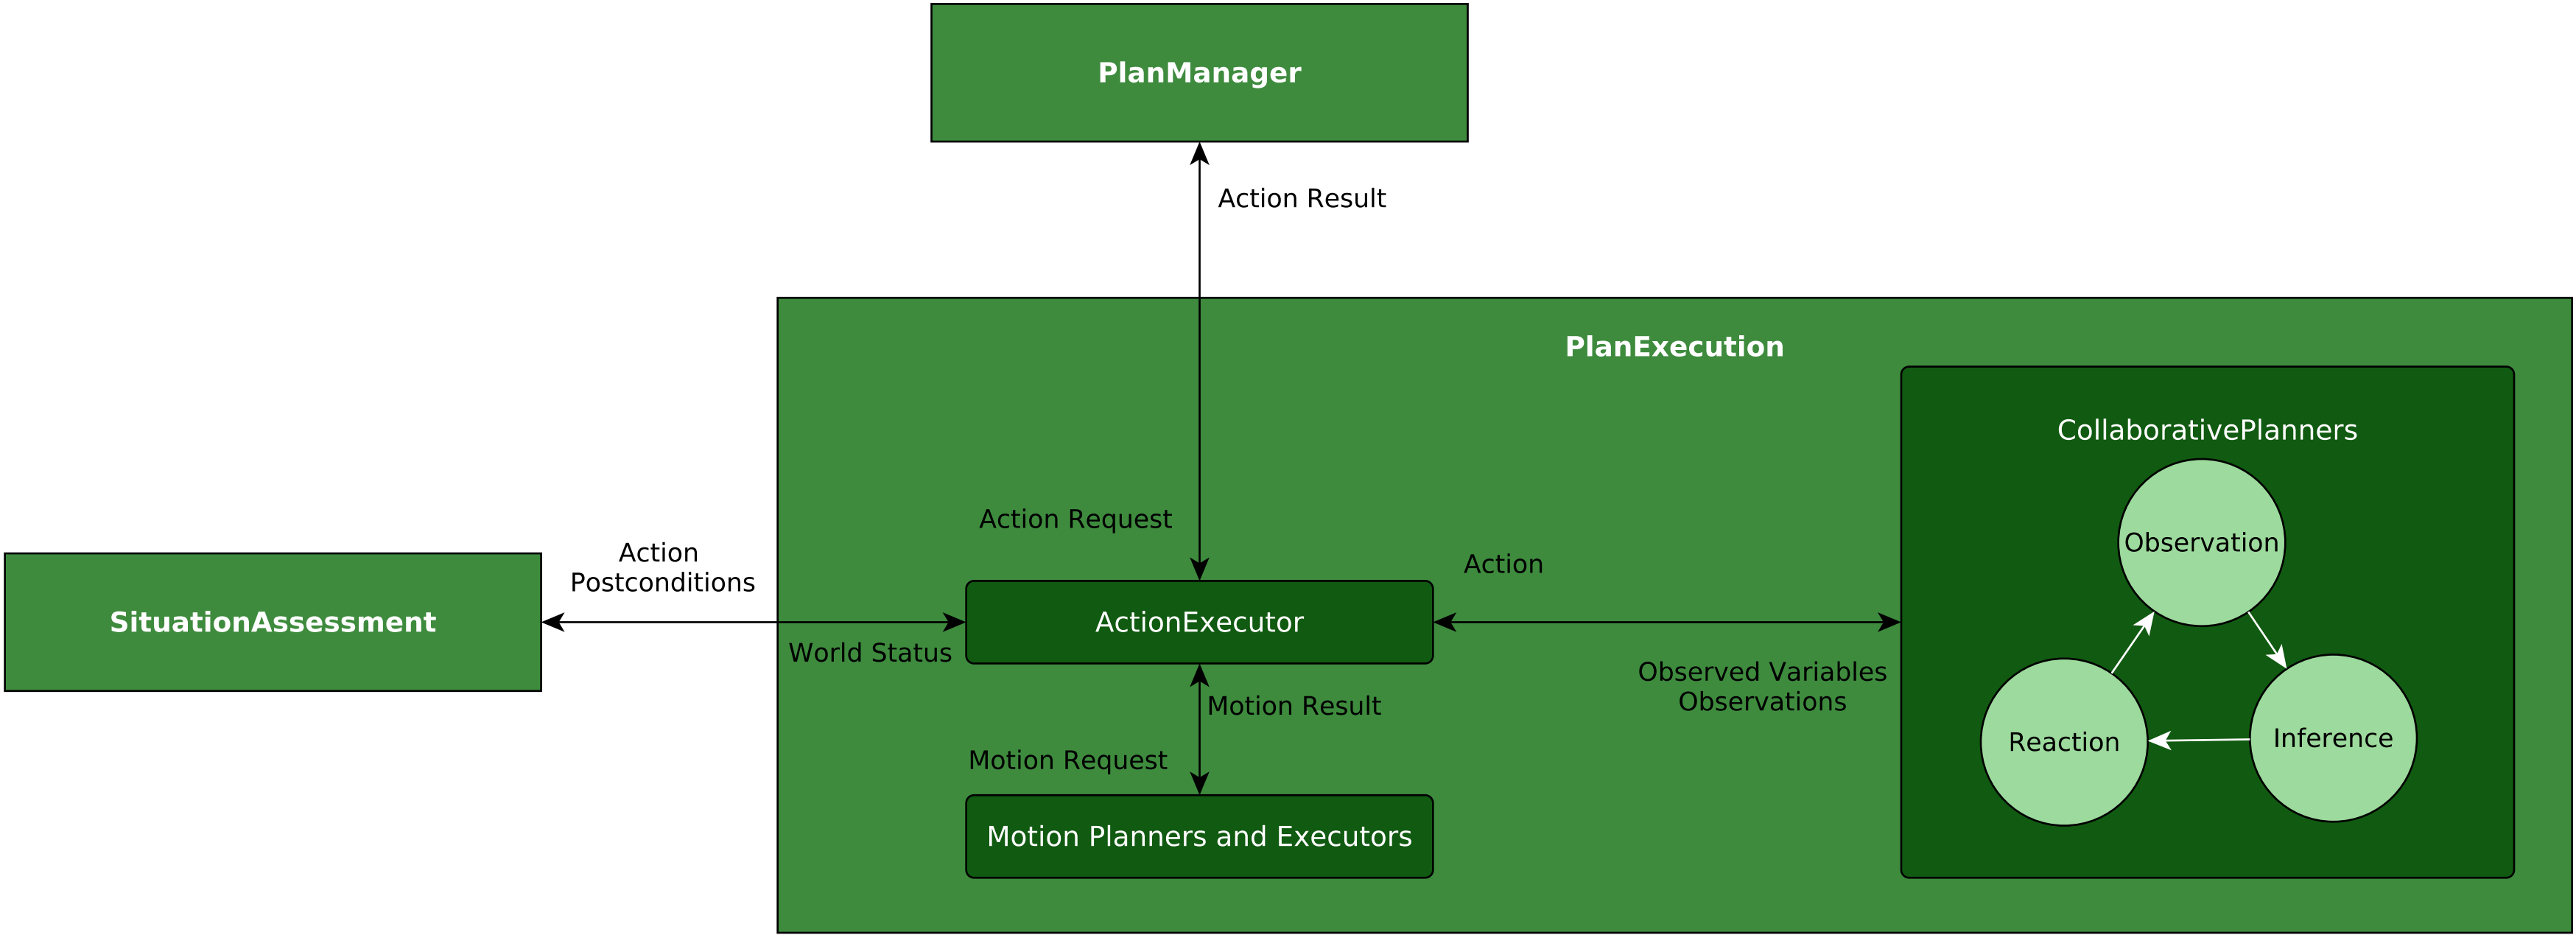 PlanManager
Action Result
PlanExecution
CollaborativePlanners
Observation
Action Request
Action
Postconditions
Action
SituationAssessment
ActionExecutor
World Status
Observed Variables
Observations
Motion Result
Motion Request
Reaction
Inference
Motion Planners and Executors